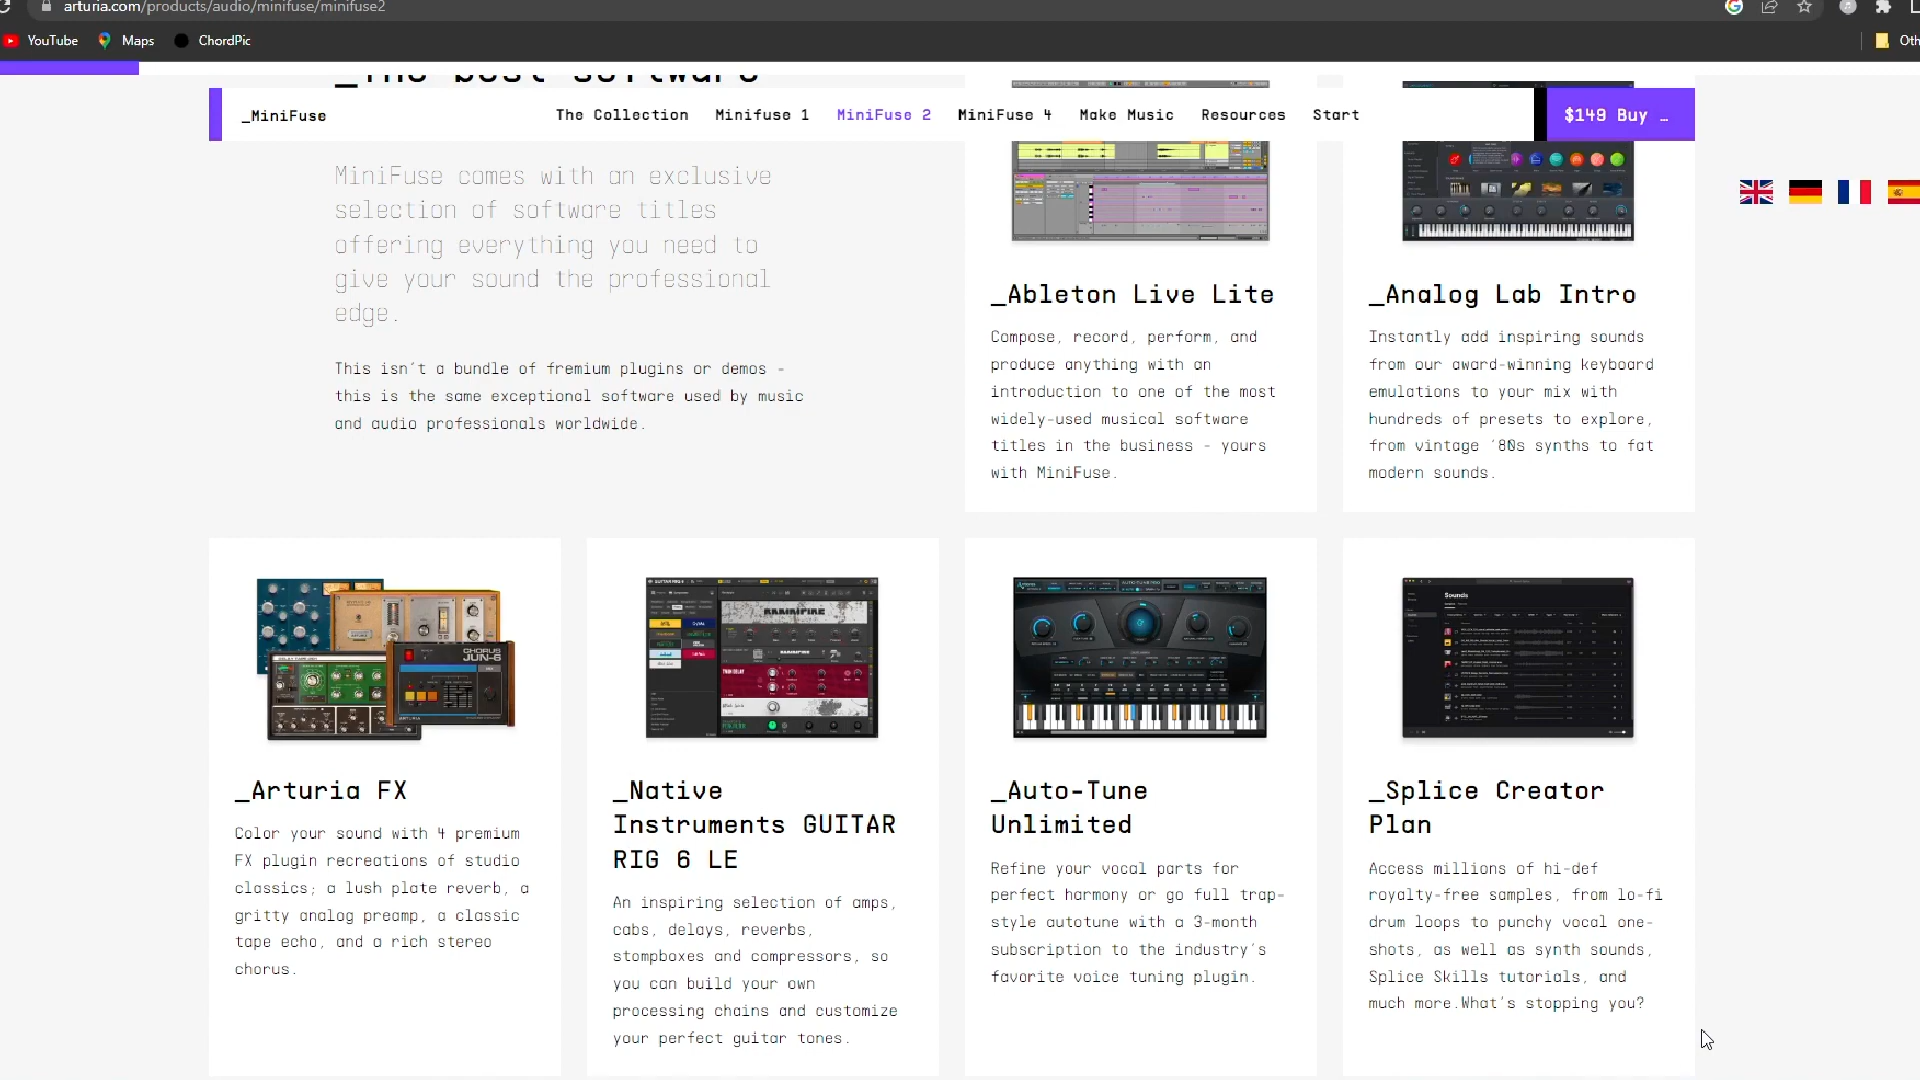 arturia.com/products/audio/minifuse/minifuse2
YouTube
Maps
ChordPic
Oth
_The best software
_MiniFuse
The Collection
Minifuse 1
MiniFuse 2
MiniFuse 4
Make Music
Resources
Start
$149 Buy …
MiniFuse comes with an exclusive
selection of software titles
offering everything you need to
give your sound the professional
edge.
This isn't a bundle of fremium plugins or demos -
this is the same exceptional software used by music
and audio professionals worldwide.
_Ableton Live Lite
Compose, record, perform, and
produce anything with an
introduction to one of the most
widely-used musical software
titles in the business - yours
with MiniFuse.
_Analog Lab Intro
Instantly add inspiring sounds
from our award-winning keyboard
emulations to your mix with
hundreds of presets to explore,
from vintage '80s synths to fat
modern sounds.
CHORUS
JUN-6
_Arturia FX
Color your sound with 4 premium
FX plugin recreations of studio
classics; a lush plate reverb, a
gritty analog preamp, a classic
tape echo, and a rich stereo
chorus.
_Native
Instruments GUITAR
RIG 6 LE
An inspiring selection of amps,
cabs, delays, reverbs,
stompboxes and compressors, so
you can build your own
processing chains and customize
your perfect guitar tones.
_Auto-Tune
Unlimited
Refine your vocal parts for
perfect harmony or go full trap-
style autotune with a 3-month
subscription to the industry's
favorite voice tuning plugin.
Sounds
_Splice Creator
Plan
Access millions of hi-def
royalty-free samples, from lo-fi
drum loops to punchy vocal one-
shots, as well as synth sounds,
Splice Skills tutorials, and
much more.What's stopping you?